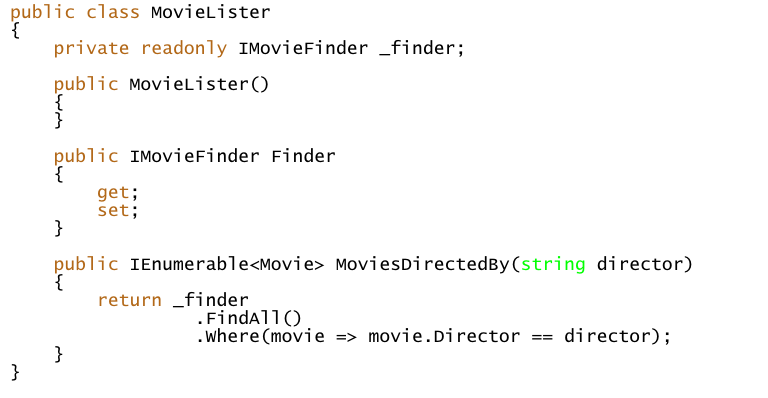 public class MovieLister
{
    private readonly IMovieFinder _finder;

    public MovieLister()
    {
    }

    public IMovieFinder Finder
    {
        get;
        set;
    }

    public IEnumerable<Movie> MoviesDirectedBy(string director)
    {
        return _finder
                 .FindAll()
                 .Where(movie => movie.Director == director);
    }
}